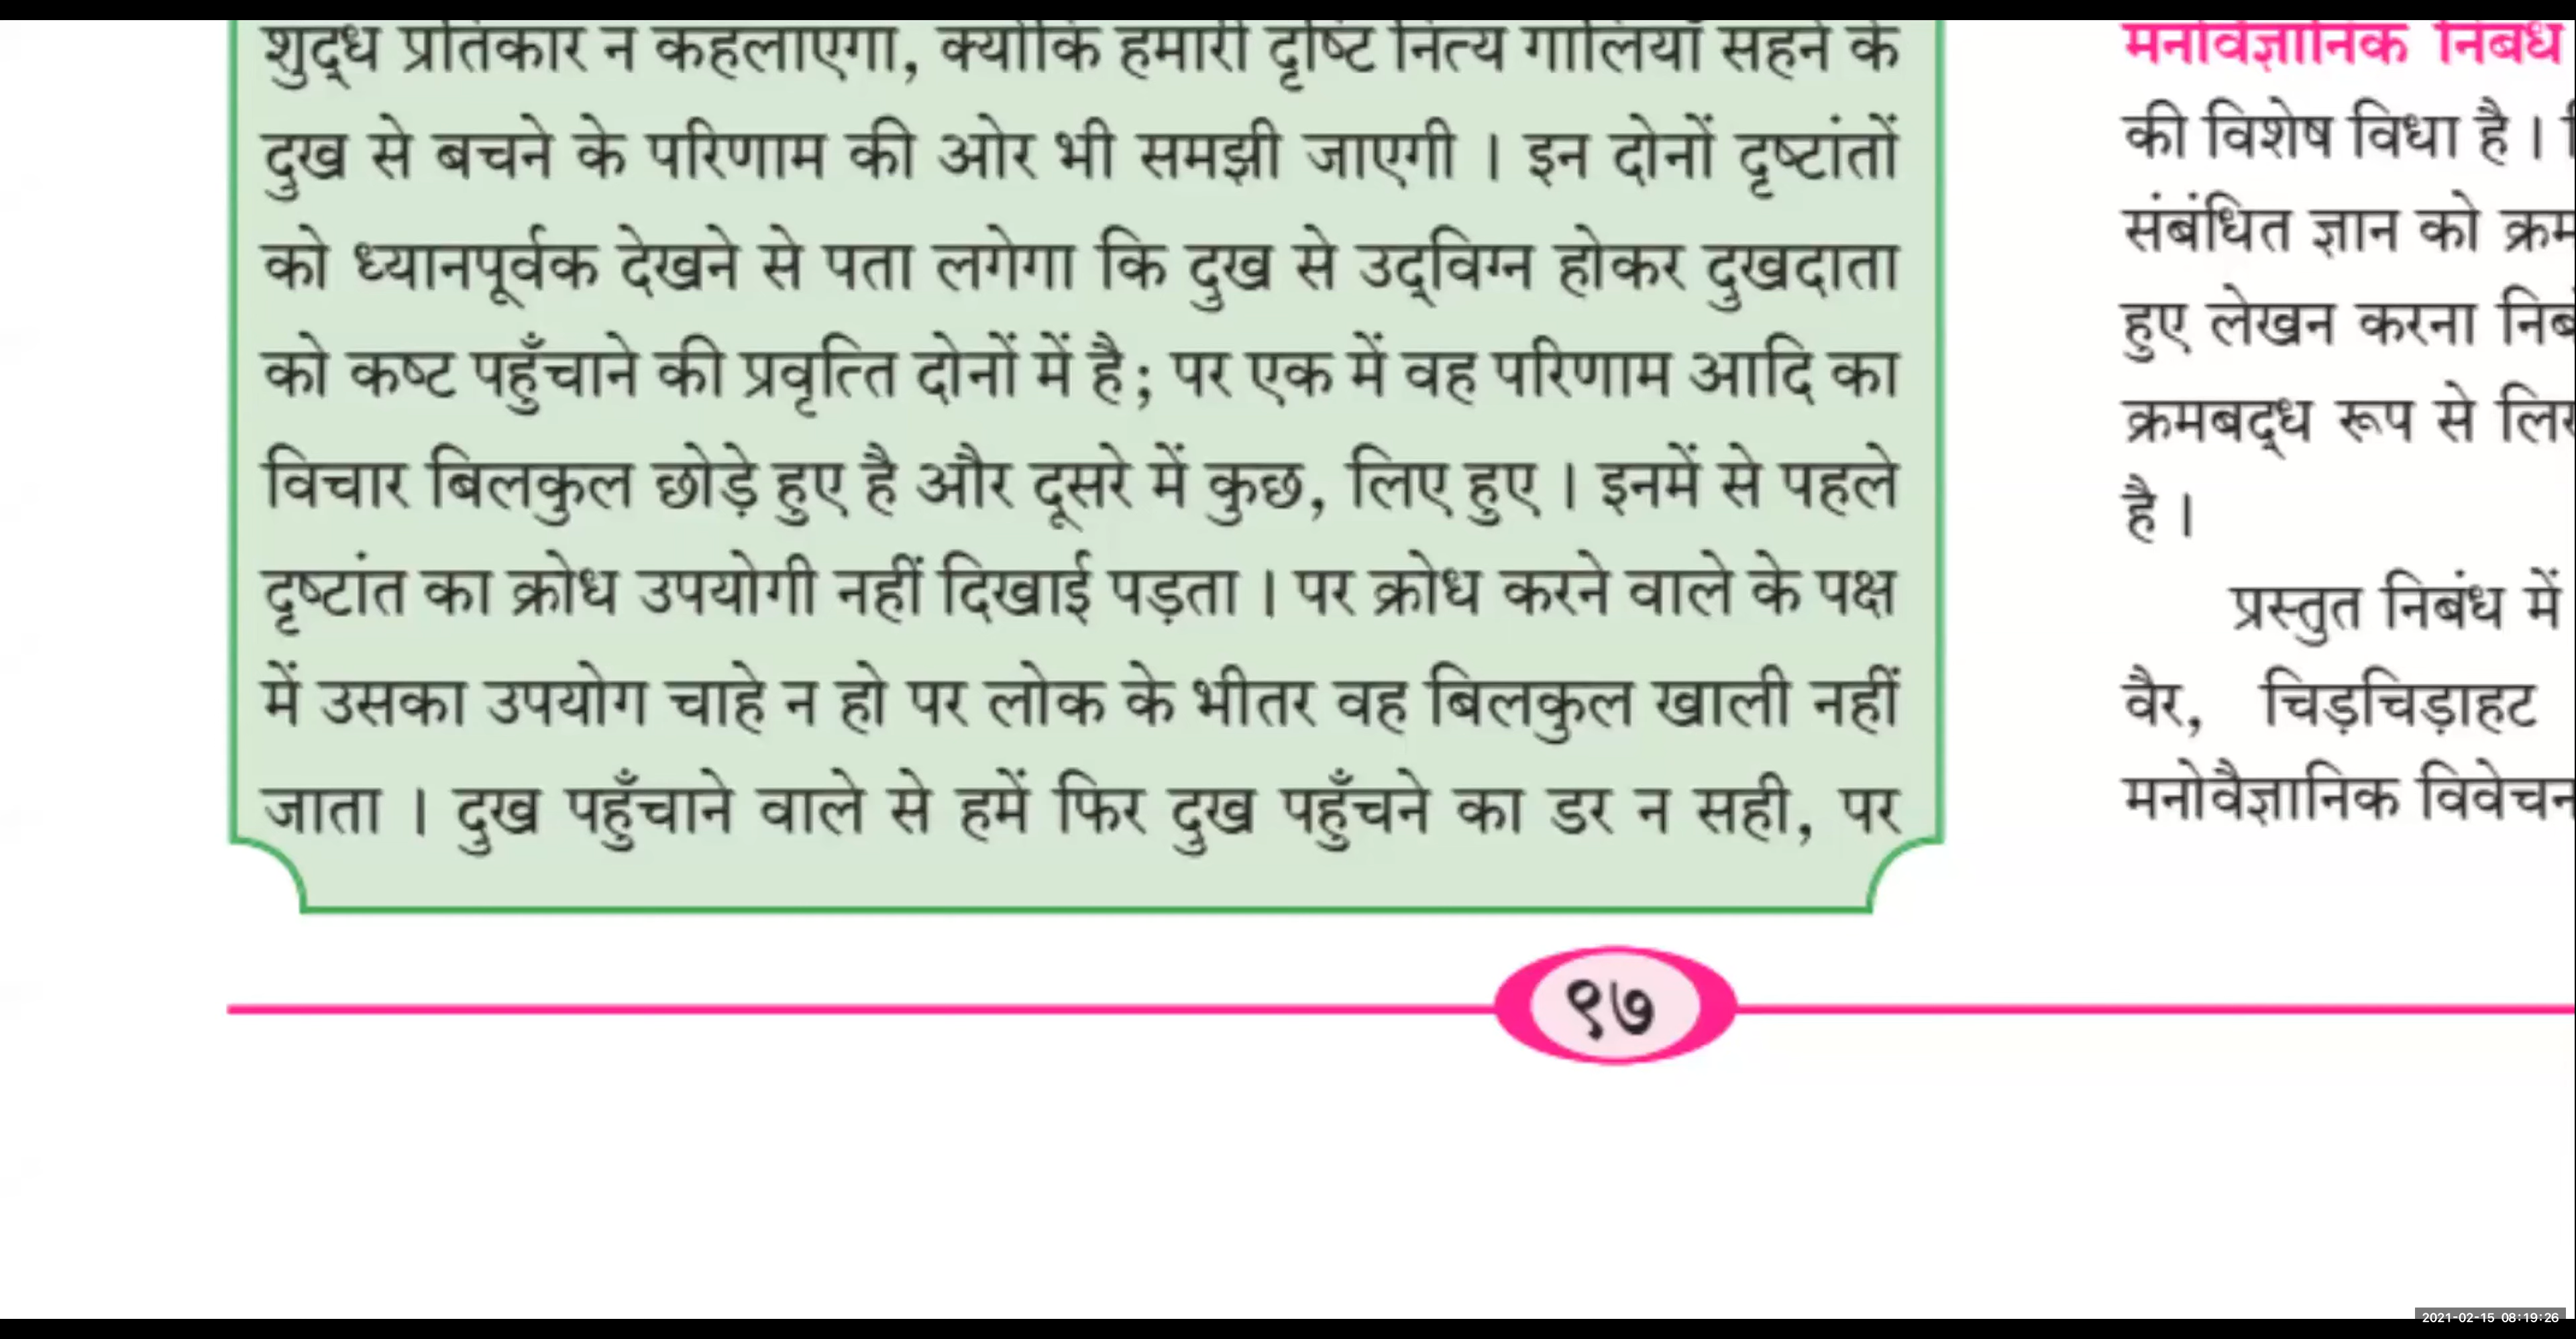 शुद्ध प्रतिकार न कहलाएगा, क्योंकि हमारी दृष्टि नित्य गालियाँ सहने के
दुख से बचने के परिणाम की ओर भी समझी जाएगी । इन दोनों दृष्टांतों
को ध्यानपूर्वक देखने से पता लगेगा कि दुख से उद्‌विग्न होकर दुखदाता
को कष्ट पहुँचाने की प्रवृत्ति दोनों में है; पर एक में वह परिणाम आदि का
विचार बिलकुल छोड़े हुए है और दूसरे में कुछ, लिए हुए । इनमें से पहले
दृष्टांत का क्रोध उपयोगी नहीं दिखाई पड़ता । पर क्रोध करने वाले के पक्ष
में उसका उपयोग चाहे न हो पर लोक के भीतर वह बिलकुल खाली नहीं
जाता । दुख पहुँचाने वाले से हमें फिर दुख पहुँचने का डर न सही, पर
मनोविज्ञानिक निबंध
की विशेष विधा है ।
संबंधित ज्ञान को
हुए लेखन करना
क्रमबद्ध रूप से
है ।
प्रस्तुत निबंध में
वैर, चिड़चिड़ाहट
मनोवैज्ञानिक विवेचन
९७
2021-02-15 08:19:26